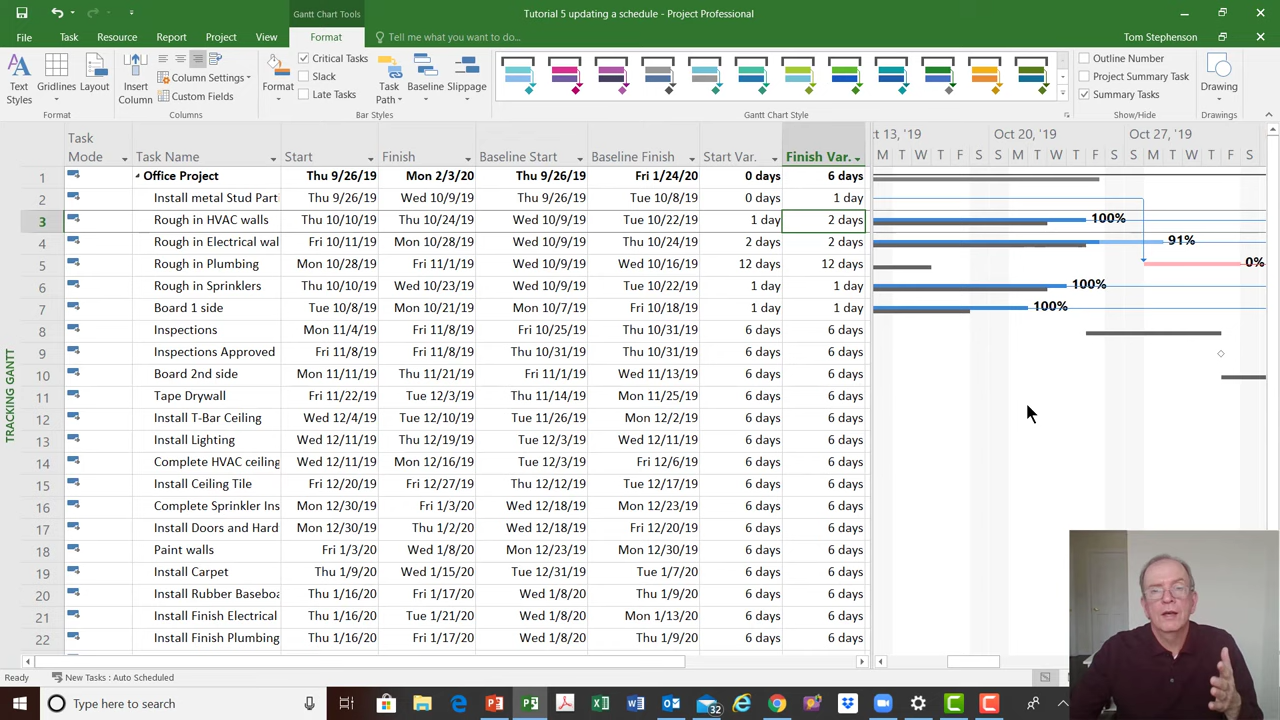 Gantt Chart Tools
Tutorial 5 updating a schedule - Project Professional
File Task Resource Report Project View Format Tell me what you want to do... Tom Stephenson
Text Styles
Gridlines
Layout
Format
Insert Column
Column Settings
Custom Fields
Columns
Format
Critical Tasks
Slack
Late Tasks
Task Path
Baseline
Slippage
Bar Styles
Gantt Chart Style
Outline Number
Project Summary Task
Summary Tasks
Show/Hide
Drawing
Drawings
Task Mode Task Name Start Finish Baseline Start Baseline Finish Start Var. Finish Var.
ct 13, '19 Oct 20, '19 Oct 27, '19
M T W T F S S M T W T F S S M T W T F S
1 Office Project Thu 9/26/19 Mon 2/3/20 Thu 9/26/19 Fri 1/24/20 0 days 6 days
2 Install metal Stud Part Thu 9/26/19 Wed 10/9/19 Thu 9/26/19 Tue 10/8/19 0 days 1 day
3 Rough in HVAC walls Thu 10/10/19 Thu 10/24/19 Wed 10/9/19 Tue 10/22/19 1 day 2 days 100%
4 Rough in Electrical wal Fri 10/11/19 Mon 10/28/19 Wed 10/9/19 Thu 10/24/19 2 days 2 days 91%
5 Rough in Plumbing Mon 10/28/19 Fri 11/1/19 Wed 10/9/19 Wed 10/16/19 12 days 12 days 0%
6 Rough in Sprinklers Thu 10/10/19 Wed 10/23/19 Wed 10/9/19 Tue 10/22/19 1 day 1 day 100%
7 Board 1 side Tue 10/8/19 Mon 10/21/19 Mon 10/7/19 Fri 10/18/19 1 day 1 day 100%
8 Inspections Mon 11/4/19 Fri 11/8/19 Fri 10/25/19 Thu 10/31/19 6 days 6 days
9 Inspections Approved Fri 11/8/19 Fri 11/8/19 Thu 10/31/19 Thu 10/31/19 6 days 6 days
10 Board 2nd side Mon 11/11/19 Thu 11/21/19 Fri 11/1/19 Wed 11/13/19 6 days 6 days
11 Tape Drywall Fri 11/22/19 Tue 12/3/19 Thu 11/14/19 Mon 11/25/19 6 days 6 days
12 Install T-Bar Ceiling Wed 12/4/19 Tue 12/10/19 Tue 11/26/19 Mon 12/2/19 6 days 6 days
13 Install Lighting Wed 12/11/19 Thu 12/19/19 Tue 12/3/19 Wed 12/11/19 6 days 6 days
14 Complete HVAC ceiling Wed 12/11/19 Mon 12/16/19 Tue 12/3/19 Fri 12/6/19 6 days 6 days
15 Install Ceiling Tile Fri 12/20/19 Fri 12/27/19 Thu 12/12/19 Tue 12/17/19 6 days 6 days
16 Complete Sprinkler Ins Mon 12/30/19 Fri 1/3/20 Wed 12/18/19 Mon 12/23/19 6 days 6 days
17 Install Doors and Hard Mon 12/30/19 Thu 1/2/20 Wed 12/18/19 Fri 12/20/19 6 days 6 days
18 Paint walls Fri 1/3/20 Wed 1/8/20 Mon 12/23/19 Mon 12/30/19 6 days 6 days
19 Install Carpet Thu 1/9/20 Wed 1/15/20 Tue 12/31/19 Tue 1/7/20 6 days 6 days
20 Install Rubber Baseboa Thu 1/16/20 Fri 1/17/20 Wed 1/8/20 Thu 1/9/20 6 days 6 days
21 Install Finish Electrical Thu 1/16/20 Tue 1/21/20 Wed 1/8/20 Mon 1/13/20 6 days 6 days
22 Install Finish Plumbing Thu 1/16/20 Fri 1/17/20 Wed 1/8/20 Thu 1/9/20 6 days 6 days
TRACKING GANTT
Ready New Tasks : Auto Scheduled
Type here to search
32